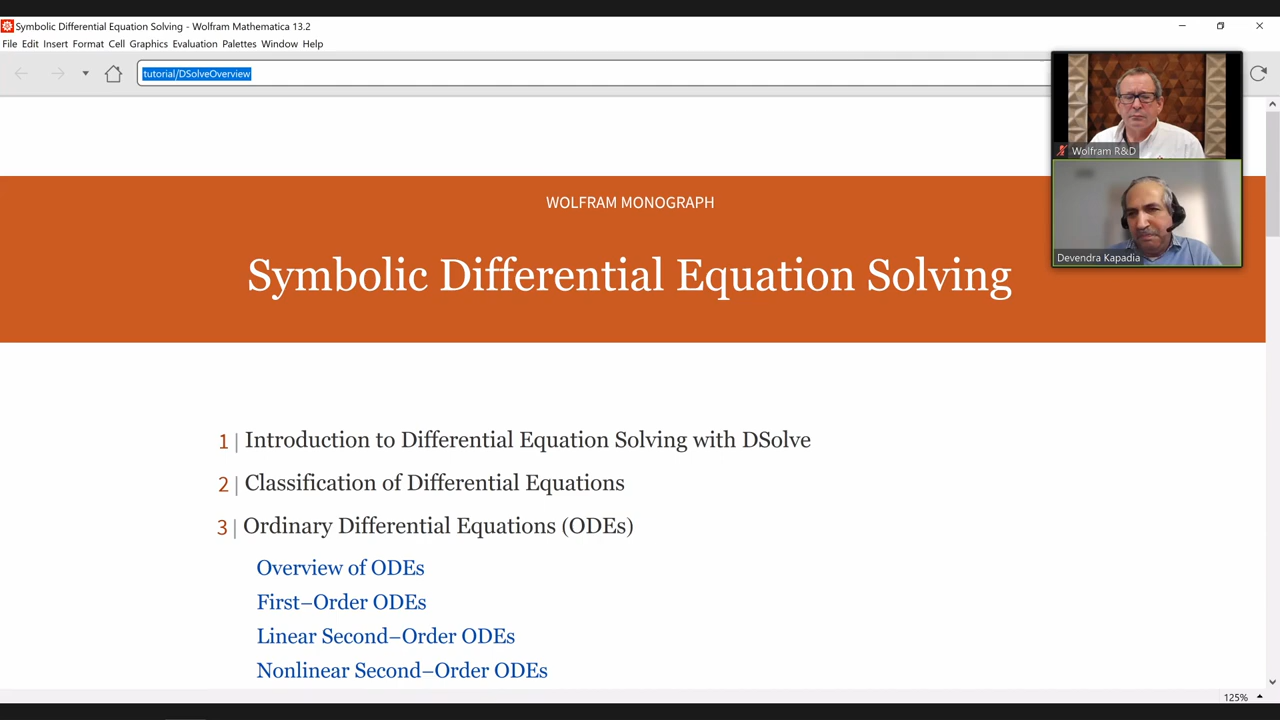 Symbolic Differential Equation Solving - Wolfram Mathematica 13.2
File Edit Insert Format Cell Graphics Evaluation Palettes Window Help
tutorial/DSolveOverview
Wolfram R&D
Devendra Kapadia
WOLFRAM MONOGRAPH
Symbolic Differential Equation Solving
1 | Introduction to Differential Equation Solving with DSolve
2 | Classification of Differential Equations
3 | Ordinary Differential Equations (ODEs)
Overview of ODEs
First–Order ODEs
Linear Second–Order ODEs
Nonlinear Second–Order ODEs
125%